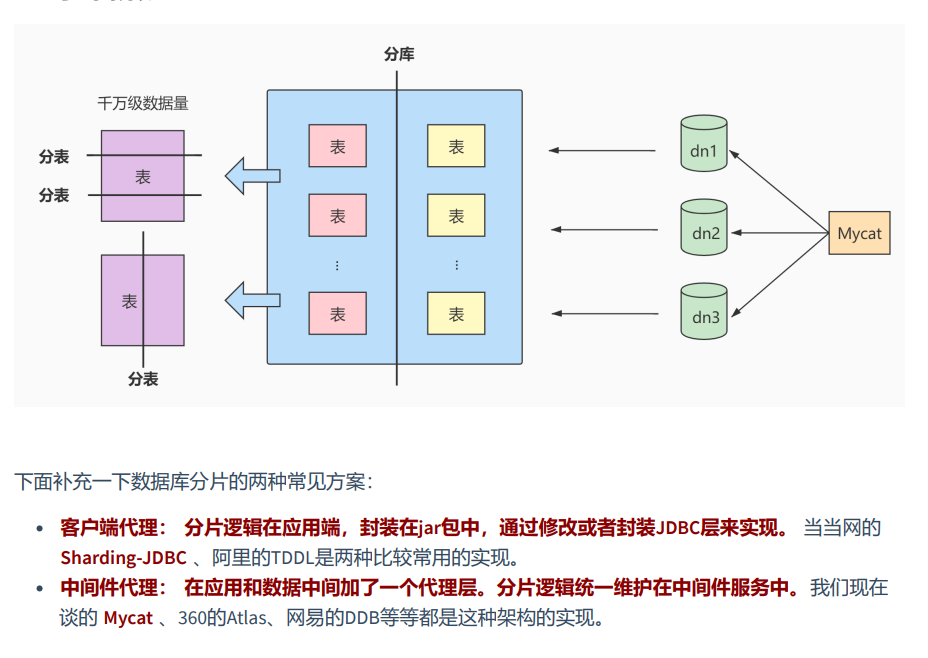 分库
千万级数据量
分表
表
分表
表
分表
表
表
表
表
⋮
⋮
表
表
dn1
dn2
dn3
Mycat
下面补充一下数据库分片的两种常见方案：
• 客户端代理： 分片逻辑在应用端，封装在jar包中，通过修改或者封装JDBC层来实现。 当当网的
Sharding-JDBC 、阿里的TDDL是两种比较常用的实现。
• 中间件代理： 在应用和数据中间加了一个代理层。分片逻辑统一维护在中间件服务中。我们现在
谈的 Mycat 、360的Atlas、网易的DDB等等都是这种架构的实现。